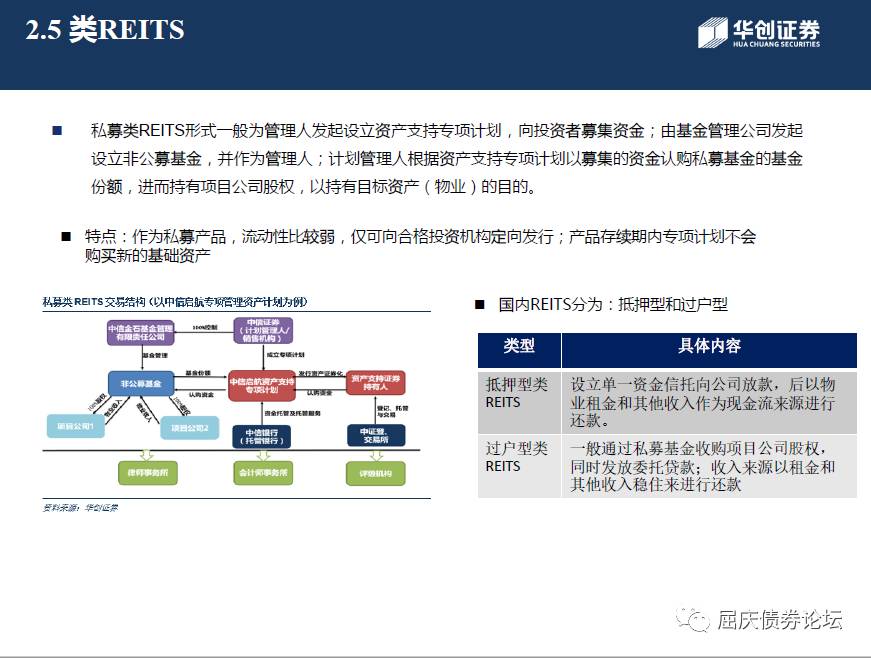 2.5 类REITS
华创证券
HUA CHUANG SECURITIES
■ 私募类REITS形式一般为管理人发起设立资产支持专项计划，向投资者募集资金；由基金管理公司发起
设立非公募基金，并作为管理人；计划管理人根据资产支持专项计划以募集的资金认购私募基金的基金
份额，进而持有项目公司股权，以持有目标资产（物业）的目的。
■ 特点：作为私募产品，流动性比较弱，仅可向合格投资机构定向发行；产品存续期内专项计划不会
购买新的基础资产
私募类REITS交易结构（以中信启航专项管理资产计划为例）
中信金石基金管理
有限责任公司
100%控制
中信证券
（计划管理人/
销售机构）
基金管理
成立专项计划
非公募基金
基金份额
认购资金
中信启航资产支持
专项计划
发行资产证券化
认购资金
资产支持证券
持有人
100%股权
物业收入
物业收入
100%股权
项目公司1
项目公司2
资金托管及托管服务
登记、托管
与交易
中信银行
（托管银行）
中证登、
交易所
律师事务所
会计师事务所
评级机构
资料来源：华创证券
■ 国内REITS分为：抵押型和过户型
类型
具体内容
抵押型类
REITS
设立单一资金信托向公司放款，后以物
业租金和其他收入作为现金流来源进行
还款。
过户型类
REITS
一般通过私募基金收购项目公司股权，
同时发放委托贷款；收入来源以租金和
其他收入稳住来进行还款
屈庆债券论坛